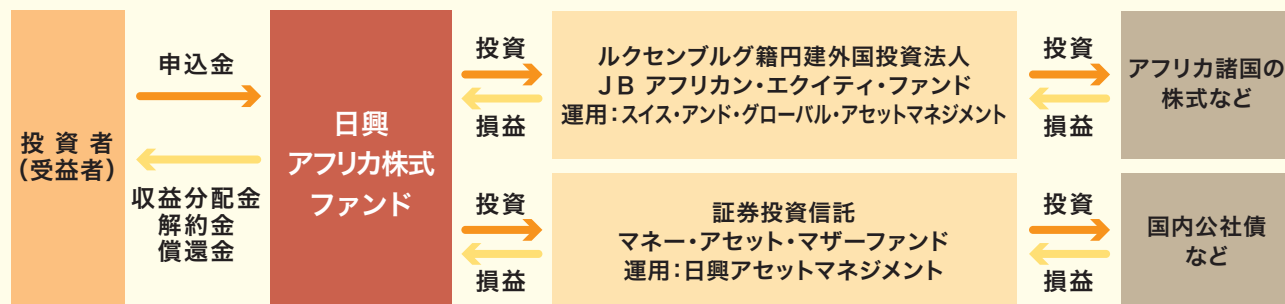 投資者
(受益者)
申込金
収益分配金
解約金
償還金
日興
アフリカ株式
ファンド
投資
損益
ルクセンブルグ籍円建外国投資法人
JB アフリカン・エクイティ・ファンド
運用:スイス・アンド・グローバル・アセットマネジメント
投資
損益
アフリカ諸国の
株式など
投資
損益
証券投資信託
マネー・アセット・マザーファンド
運用:日興アセットマネジメント
投資
損益
国内公社債
など